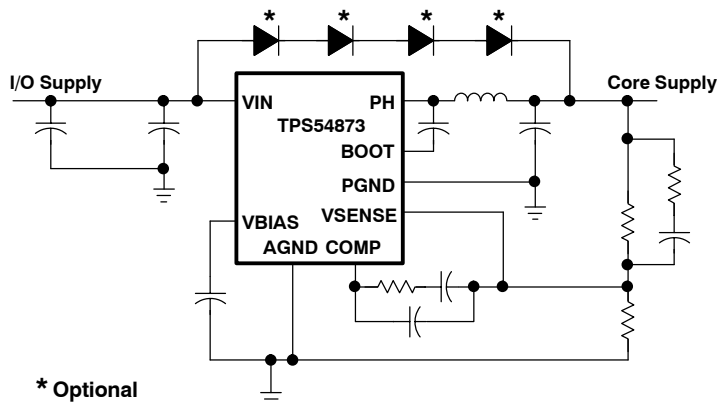 * * * *
I/O Supply
Core Supply
VIN
PH
TPS54873
BOOT
PGND
VSENSE
VBIAS
AGND COMP
* Optional